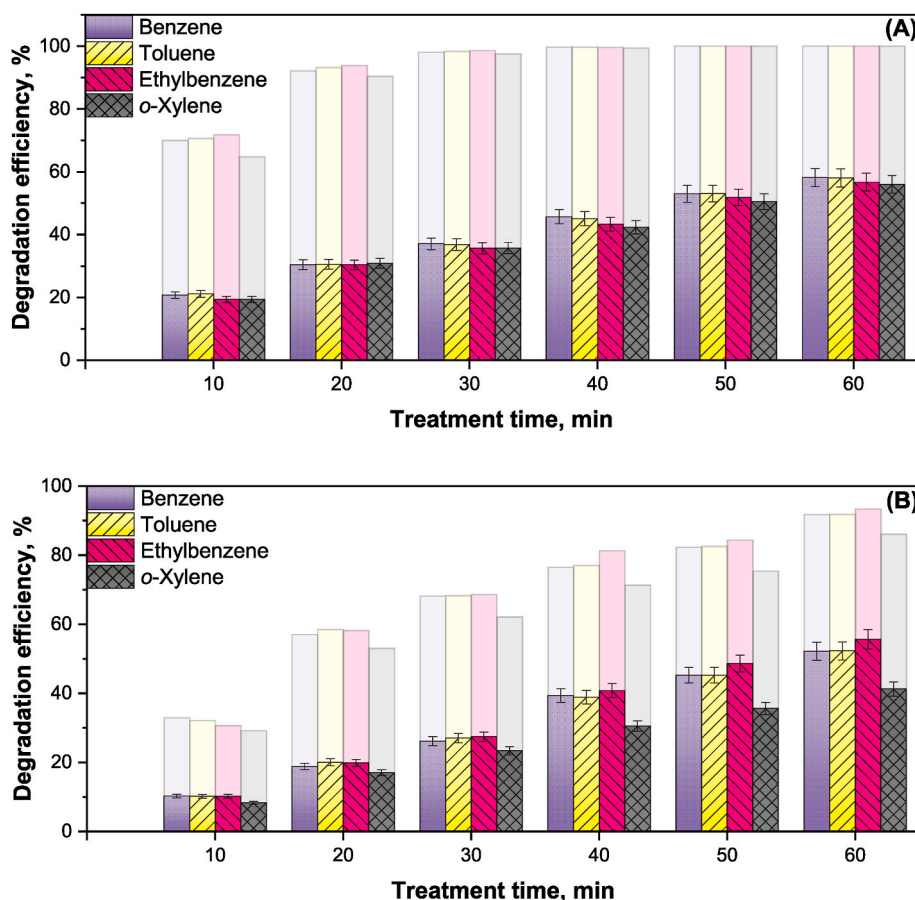 (A)
Benzene
Toluene
Ethylbenzene
o-Xylene
Degradation efficiency, %
100
80
60
40
20
0
10 20 30 40 50 60
Treatment time, min
(B)
Benzene
Toluene
Ethylbenzene
o-Xylene
Degradation efficiency, %
100
80
60
40
20
0
10 20 30 40 50 60
Treatment time, min